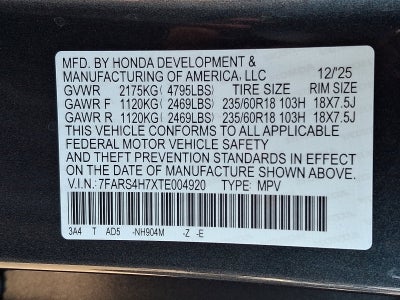 MFD. BY HONDA DEVELOPMENT &
MANUFACTURING OF AMERICA, LLC 12/'25
GVWR 2175KG ( 4795LBS) TIRE SIZE RIM SIZE
GAWR F 1120KG ( 2469LBS) 235/60R18 103H 18X7.5J
GAWR R 1120KG ( 2469LBS) 235/60R18 103H 18X7.5J
THIS VEHICLE CONFORMS TO ALL APPLICABLE
FEDERAL MOTOR VEHICLE SAFETY
AND THEFT PREVENTION STANDARDS IN EFFECT
ON THE DATE OF MANUFACTURE SHOWN ABOVE.
V.I.N.: 7FARS4H7XTE004920 TYPE: MPV
3A4 T AD5 -NH904M -Z -E